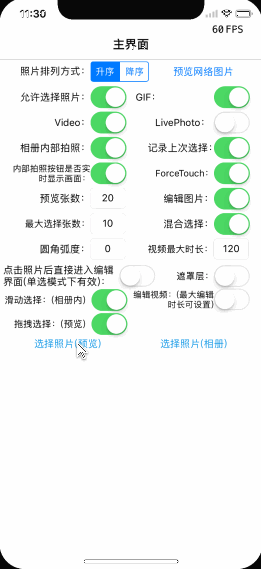 11:30
60 FPS
主界面
照片排列方式: 升序 降序 预览网络图片
允许选择照片: GIF:
Video: LivePhoto:
相册内部拍照: 记录上次选择:
内部拍照按钮是否实 ForceTouch:
时显示画面:
预览张数: 20 编辑图片:
最大选择张数: 10 混合选择:
圆角弧度: 0 视频最大时长: 120
点击照片后直接进入编辑 遮罩层:
界面(单选模式下有效):
滑动选择: (相册内) 编辑视频: (最大编辑
时长可设置)
拖拽选择: (预览)
选择照片(预览) 选择照片(相册)